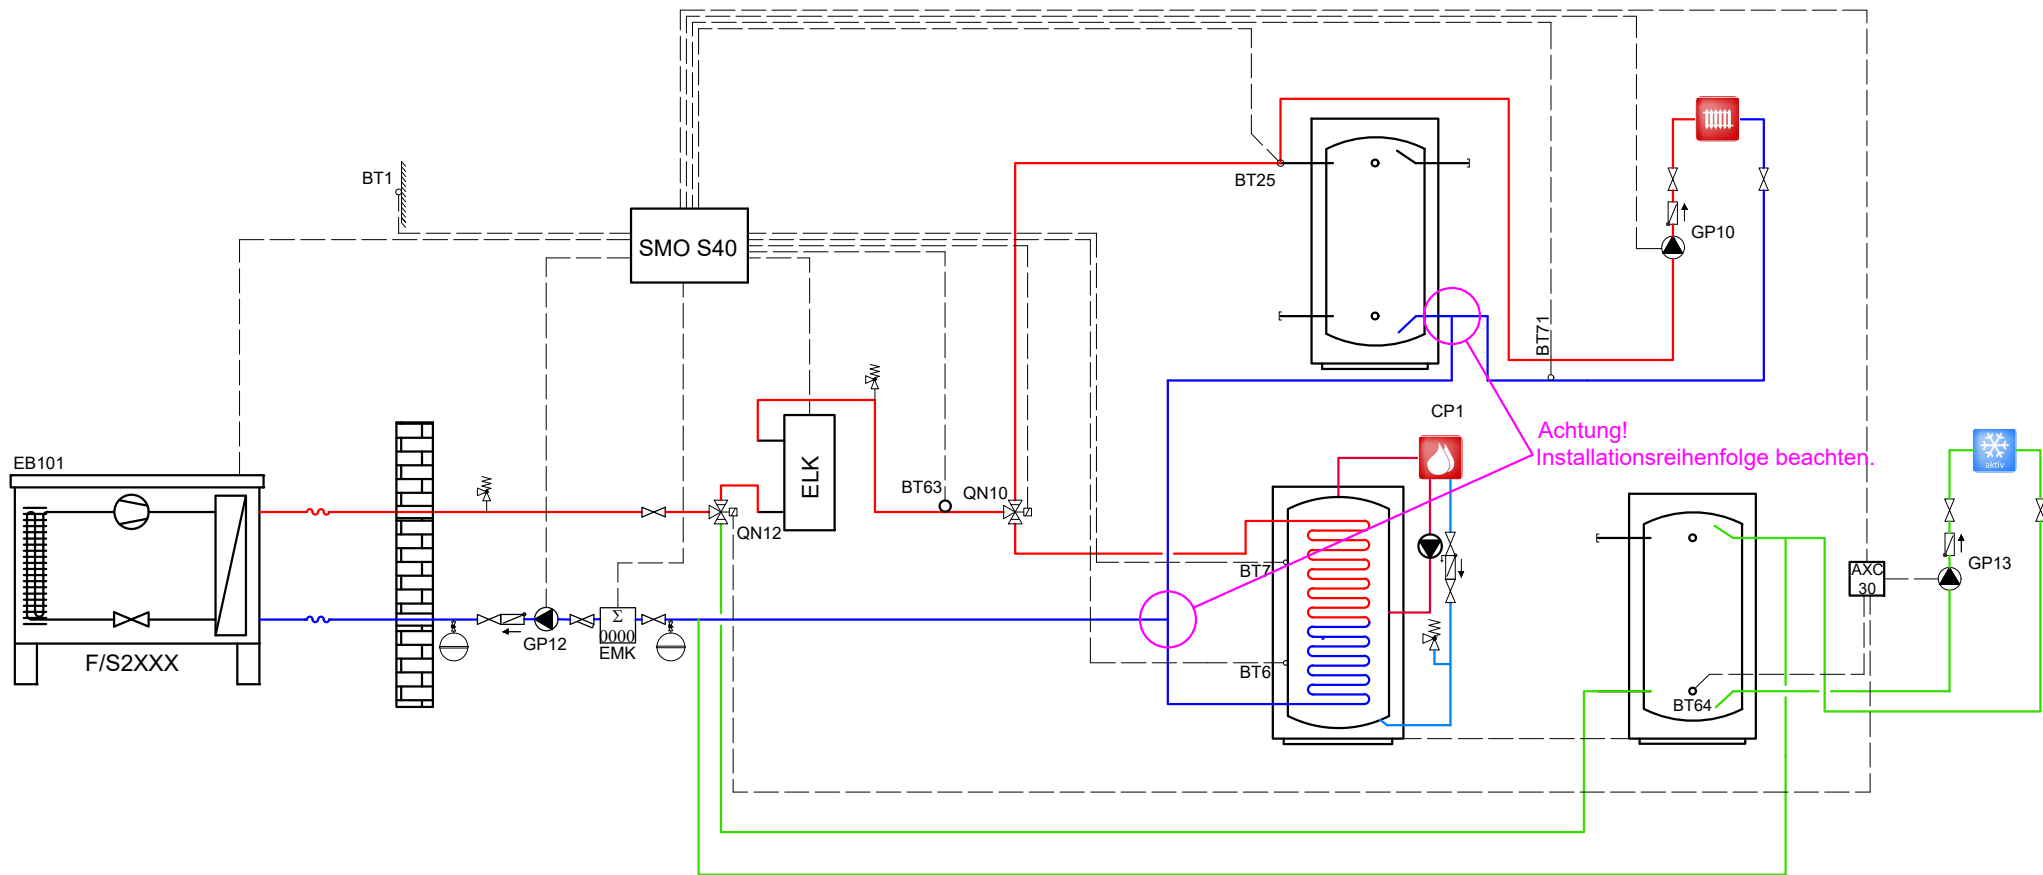 BT1
SMO S40
BT25
GP10
BT71
CP1
Achtung!
Installationsreihenfolge beachten.
aktiv
EB101
ELK
BT63
QN10
QN12
BT7
GP13
AXC
30
Σ
0000
GP12
EMK
F/S2XXX
BT6
BT64